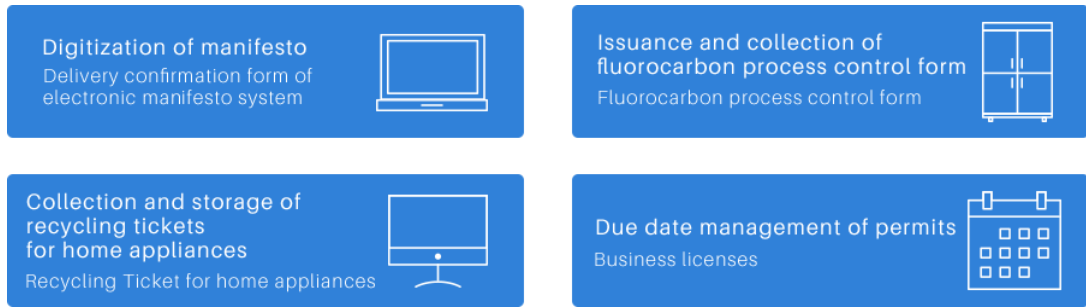 Digitization of manifesto
Delivery confirmation form of
electronic manifesto system
Issuance and collection of
fluorocarbon process control form
Fluorocarbon process control form
Collection and storage of
recycling tickets
for home appliances
Recycling Ticket for home appliances
Due date management of permits
Business licenses